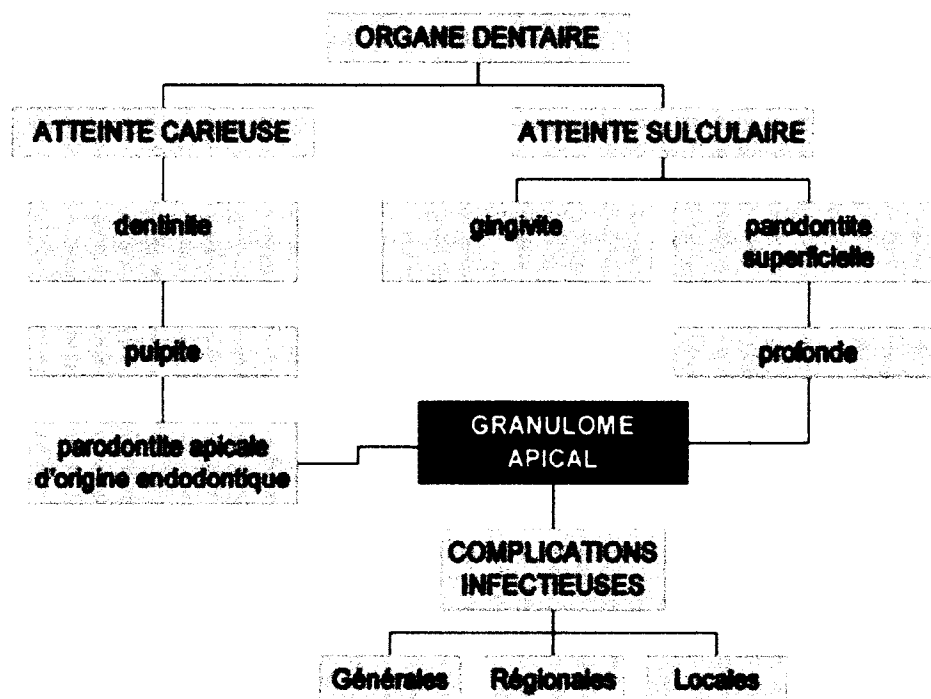 ORGANE DENTAIRE
ATTEINTE CARIEUSE
ATTEINTE SULCULAIRE
dentinite
gingivite
parodontite
superficielle
pulpite
profonde
parodontite apicale
d'origine endodontique
GRANULOME
APICAL
COMPLICATIONS
INFECTIEUSES
Générales
Régionales
Locales